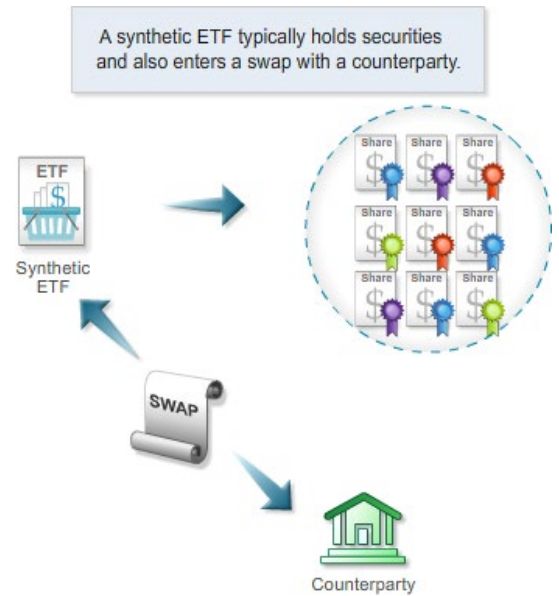 A synthetic ETF typically holds securities
and also enters a swap with a counterparty.
Share Share Share
ETF
$
$ $ $
Synthetic
ETF
Share Share Share
$ $ $
Share Share Share
$ $ $
SWAP
Counterparty